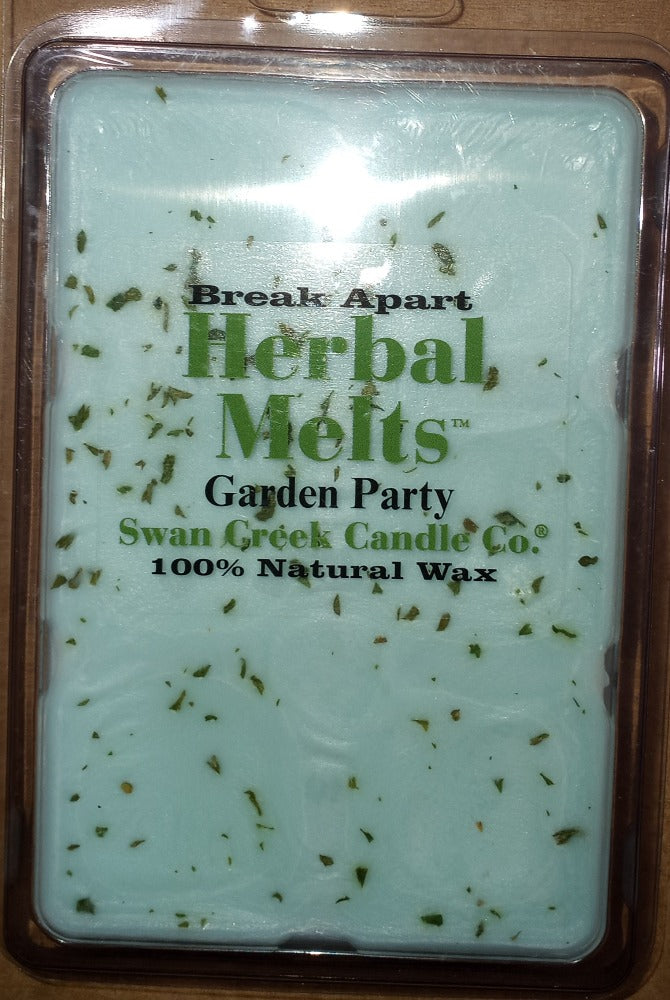 Break Apart
Herbal
Melts™
Garden Party
Swan Creek Candle Co.®
100% Natural Wax